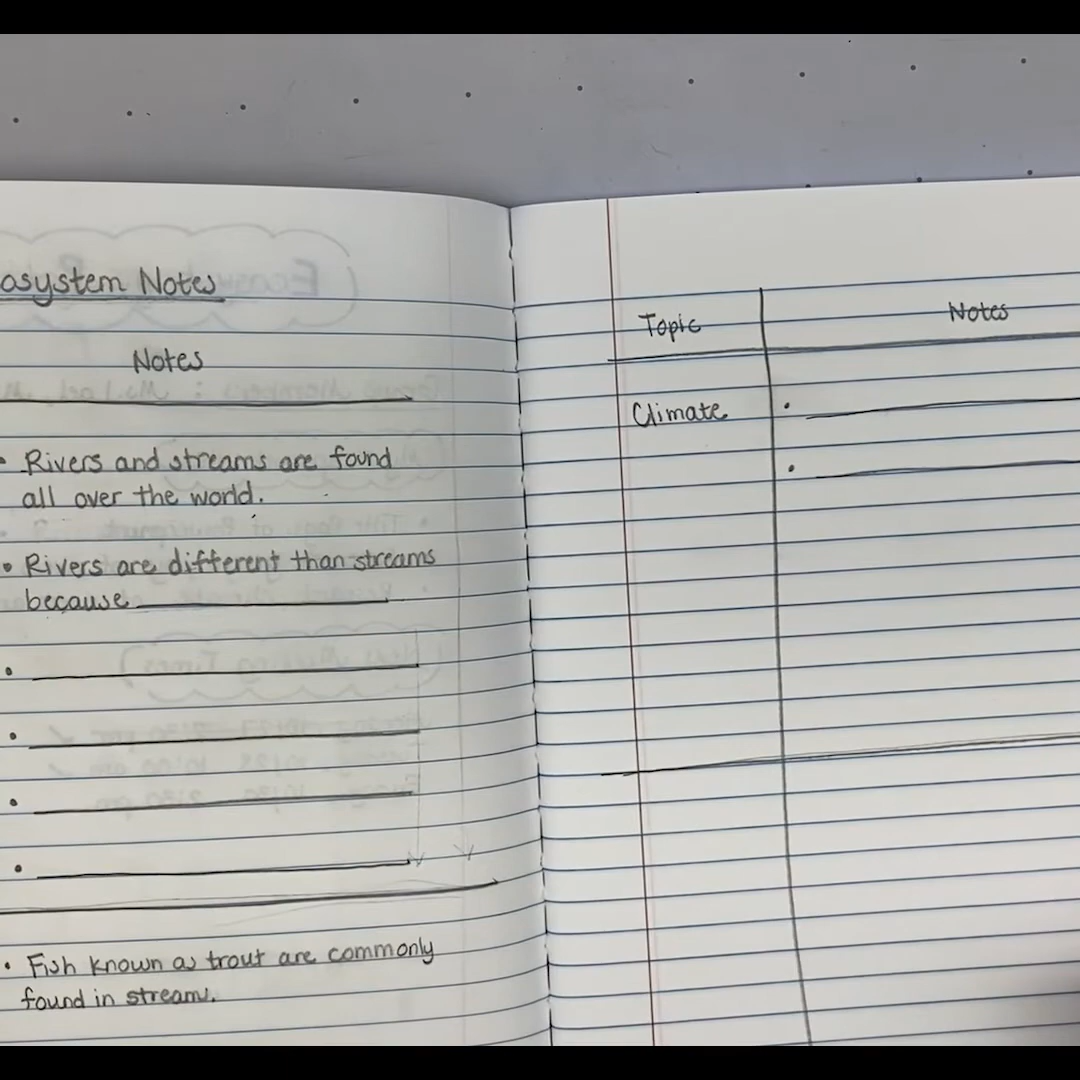 osystem Notes
Notes
• Rivers and streams are found
all over the world.
• Rivers are different than streams
because
•
•
•
•
• Fish known as trout are commonly
found in streams.
Topic Notes
Climate •
•